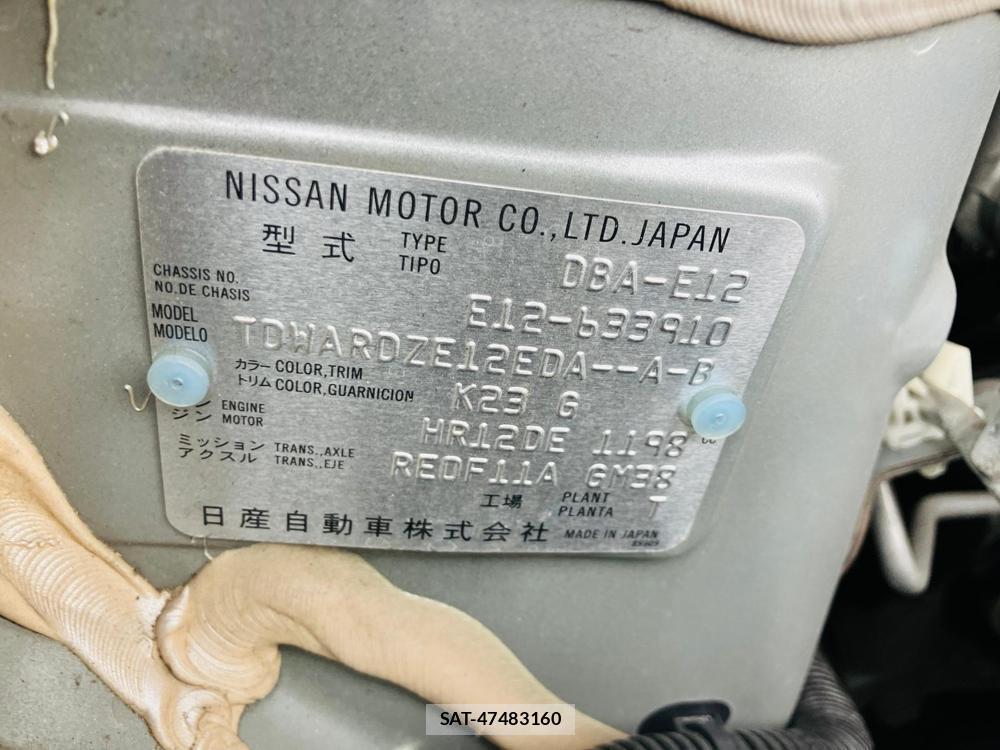 NISSAN MOTOR CO.,LTD.JAPAN
型式 TYPE TIPO DBA-E12
CHASSIS NO. NO.DE CHASIS E12-633910
MODEL MODELO TDWARDZE12EDA--A-B
カラー COLOR,TRIM
トリム COLOR,GUARNICION K23 G
ジン ENGINE MOTOR HR12DE 1198 cc
ミッション TRANS.,AXLE
アクスル TRANS.,EJE RE0F11A GM38
工場 PLANT PLANTA T
日産自動車株式会社 MADE IN JAPAN
SAT-47483160